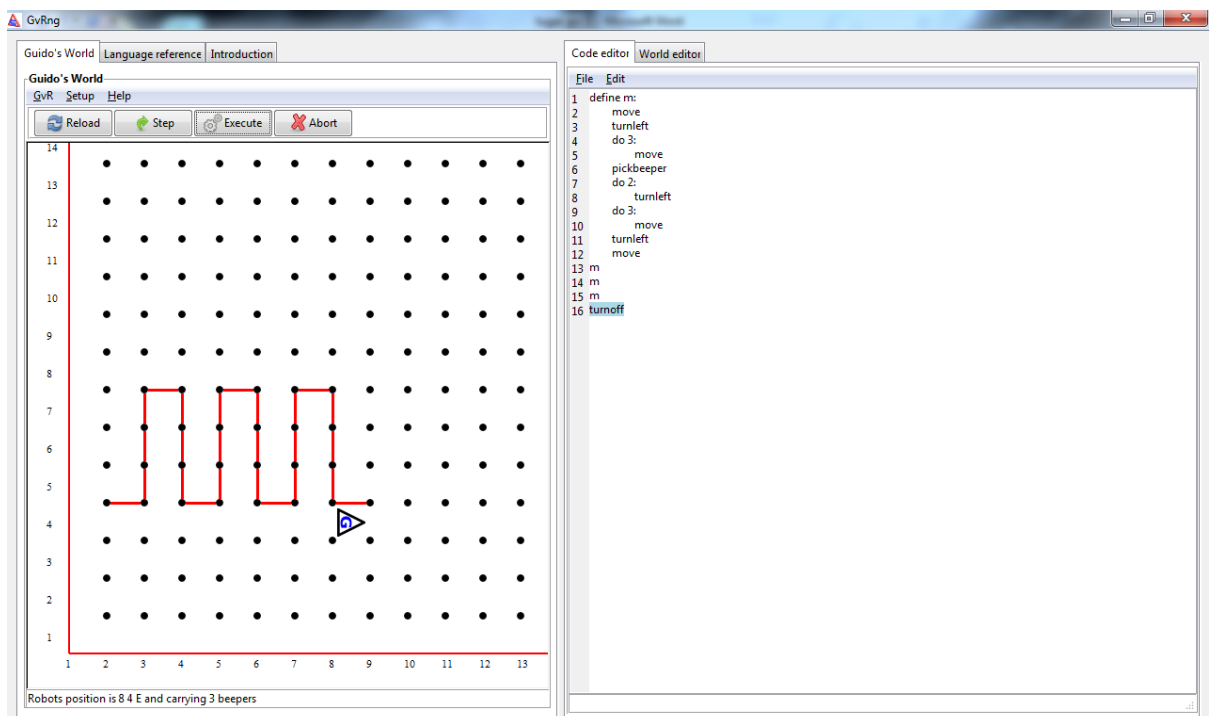 GvRng
Guido's World Language reference Introduction
Guido's World
GvR Setup Help
Reload Step Execute Abort
14
13
12
11
10
9
8
7
6
5
4
3
2
1
G
1 2 3 4 5 6 7 8 9 10 11 12 13
Robots position is 8 4 E and carrying 3 beepers
Code editor World editor
File Edit
1 define m:
2 move
3 turnleft
4 do 3:
5 move
6 pickbeeper
7 do 2:
8 turnleft
9 do 3:
10 move
11 turnleft
12 move
13 m
14 m
15 m
16 turnoff